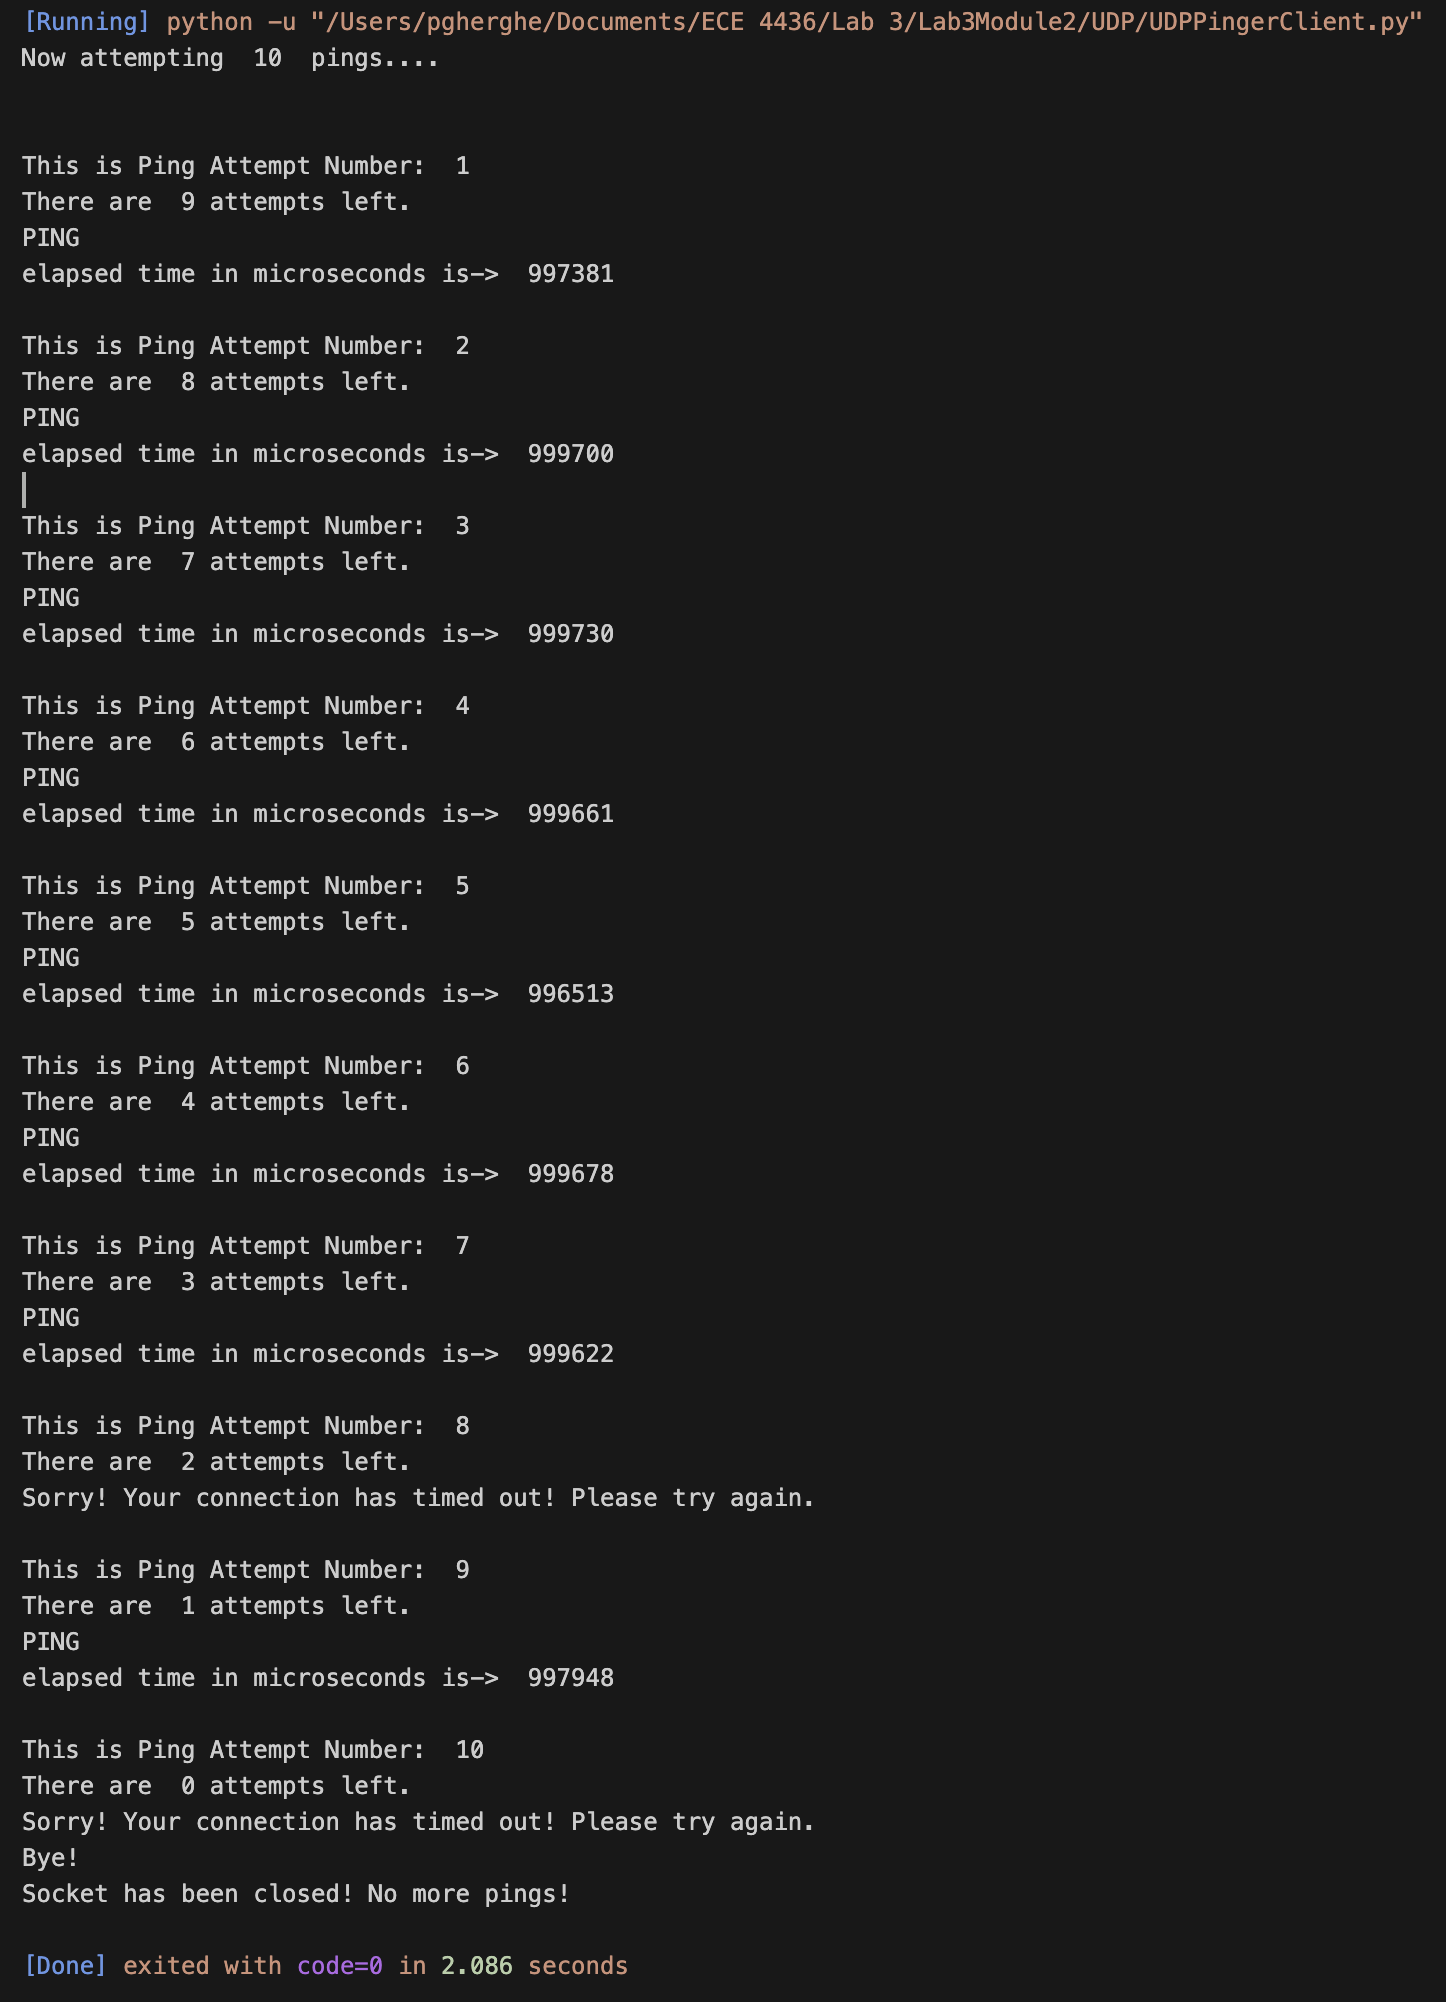 [Running] python -u "/Users/pgherghe/Documents/ECE 4436/Lab 3/Lab3Module2/UDP/UDPPingerClient.py"
Now attempting  10  pings....
This is Ping Attempt Number:  1
There are  9 attempts left.
PING
elapsed time in microseconds is->  997381
This is Ping Attempt Number:  2
There are  8 attempts left.
PING
elapsed time in microseconds is->  999700
This is Ping Attempt Number:  3
There are  7 attempts left.
PING
elapsed time in microseconds is->  999730
This is Ping Attempt Number:  4
There are  6 attempts left.
PING
elapsed time in microseconds is->  999661
This is Ping Attempt Number:  5
There are  5 attempts left.
PING
elapsed time in microseconds is->  996513
This is Ping Attempt Number:  6
There are  4 attempts left.
PING
elapsed time in microseconds is->  999678
This is Ping Attempt Number:  7
There are  3 attempts left.
PING
elapsed time in microseconds is->  999622
This is Ping Attempt Number:  8
There are  2 attempts left.
Sorry! Your connection has timed out! Please try again.
This is Ping Attempt Number:  9
There are  1 attempts left.
PING
elapsed time in microseconds is->  997948
This is Ping Attempt Number:  10
There are  0 attempts left.
Sorry! Your connection has timed out! Please try again.
Bye!
Socket has been closed! No more pings!
[Done] exited with code=0 in 2.086 seconds